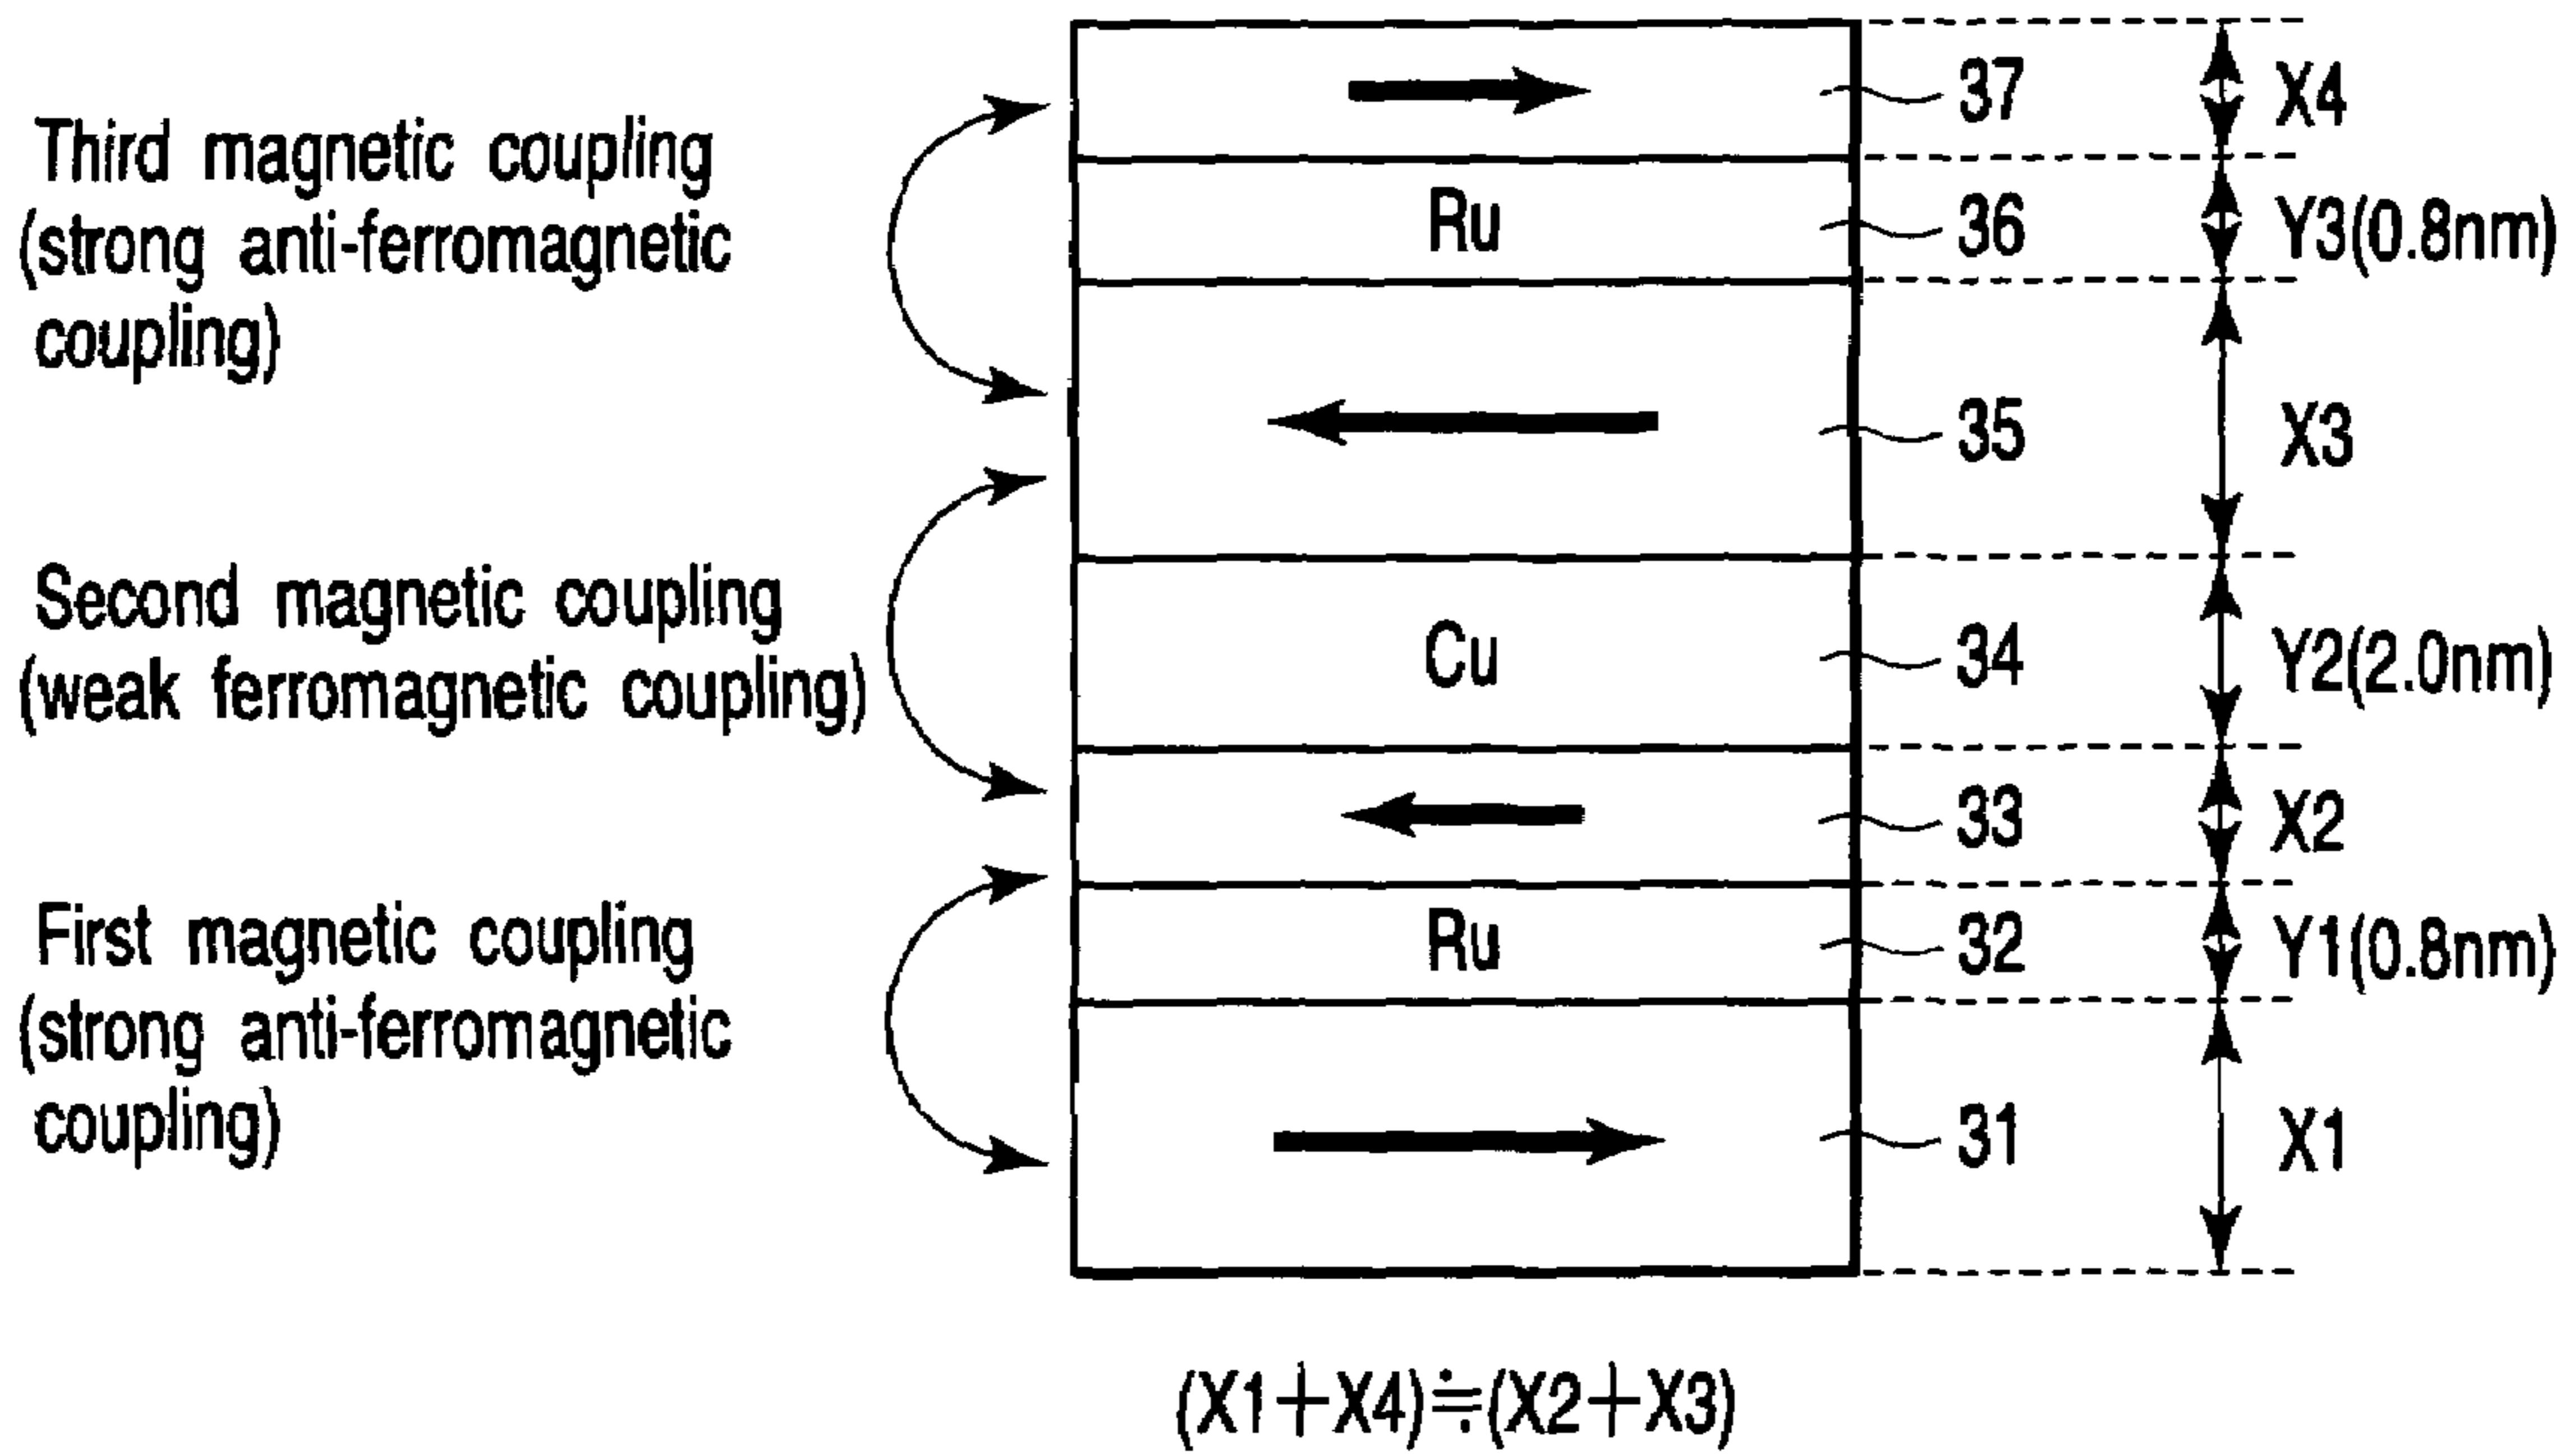 37 X4
Third magnetic coupling
(strong anti-ferromagnetic
coupling)
Ru 36 Y3(0.8nm)
35 X3
Second magnetic coupling
(weak ferromagnetic coupling)
Cu 34 Y2(2.0nm)
33 X2
First magnetic coupling
(strong anti-ferromagnetic
coupling)
Ru 32 Y1(0.8nm)
31 X1
(X1+X4)≒(X2+X3)